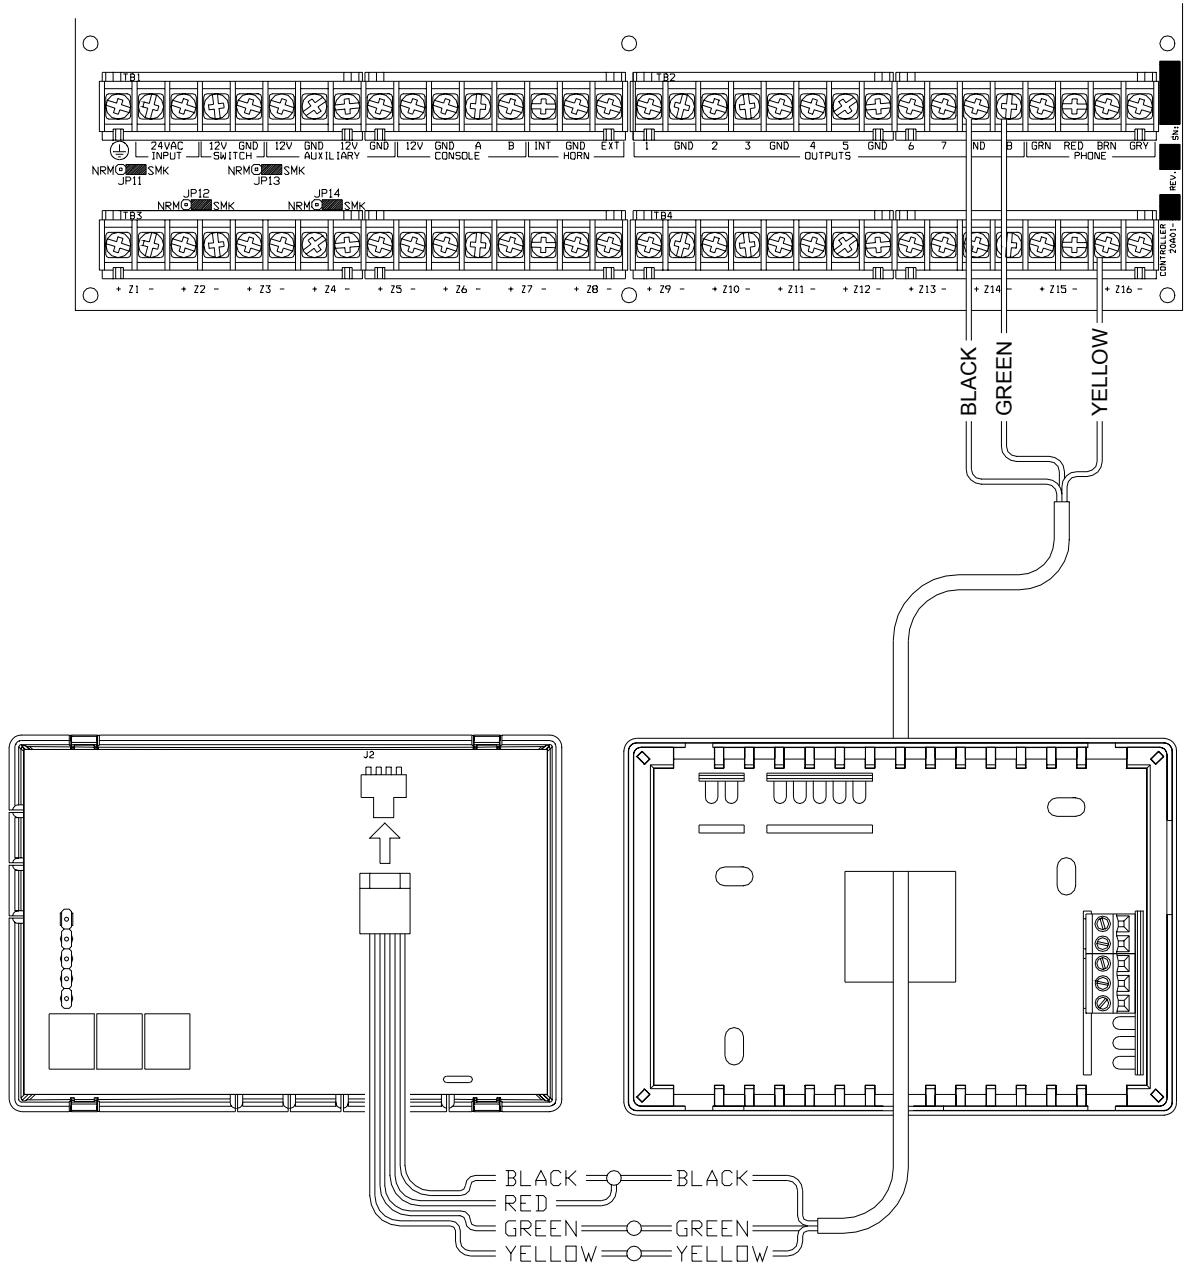 TB1 TB2
24VAC 12V GND 12V GND 12V GND 12V GND A B INT GND EXT 1 GND 2 3 GND 4 5 GND 6 7 ND B GRN RED BRN GRY
INPUT SWITCH AUXILIARY CONSOLE HORN OUTPUTS PHONE
SN:
NRM SMK NRM SMK
JP11 JP13
REV.
JP12 JP14
NRM SMK NRM SMK
TB3 TB4
CONTROLLER
20A01-
+ Z1 - + Z2 - + Z3 - + Z4 - + Z5 - + Z6 - + Z7 - + Z8 - + Z9 - + Z10 - + Z11 - + Z12 - + Z13 - + Z14 - + Z15 - + Z16 -
BLACK
GREEN
YELLOW
J2
BLACK BLACK
RED
GREEN GREEN
YELLOW YELLOW